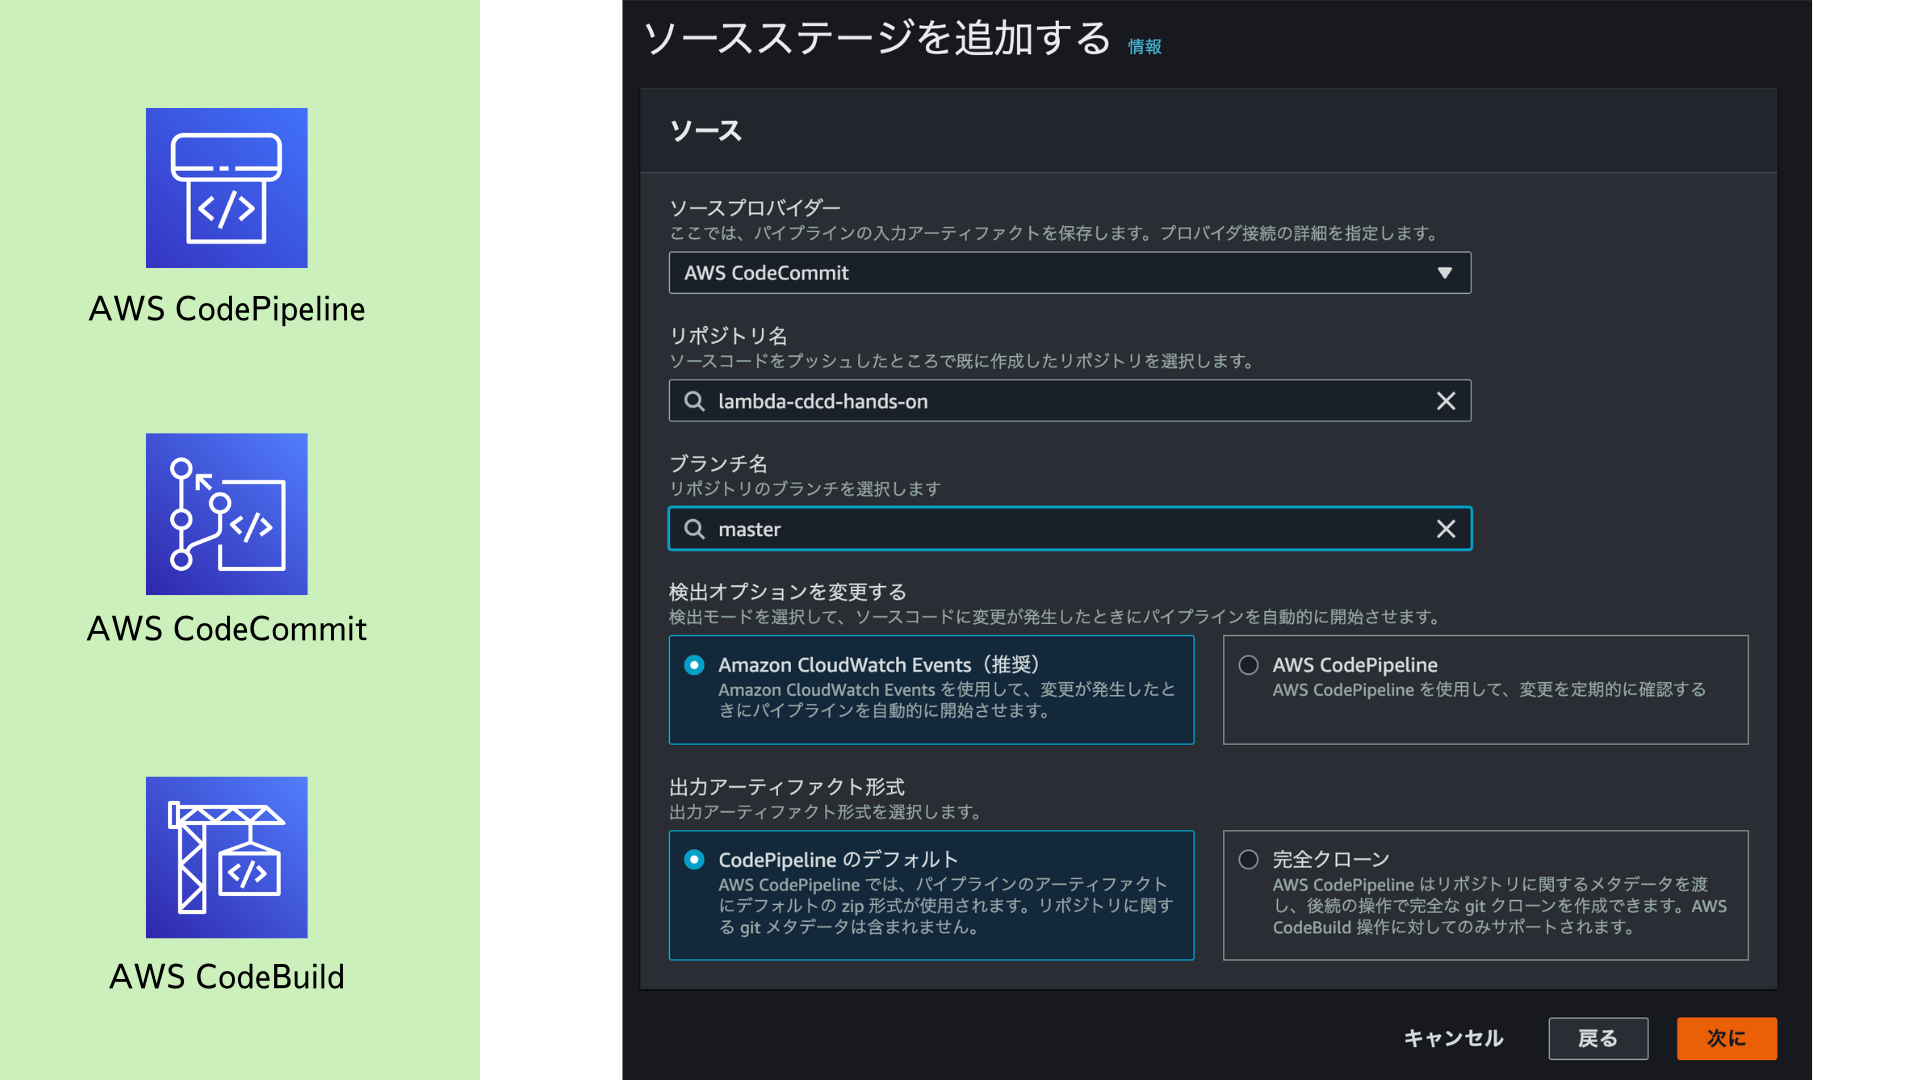 AWS CodePipeline
AWS CodeCommit
AWS CodeBuild
ソースステージを追加する 情報
ソース
ソースプロバイダー
ここでは、パイプラインの入力アーティファクトを保存します。プロバイダ接続の詳細を指定します。
AWS CodeCommit
リポジトリ名
ソースコードをプッシュしたところで既に作成したリポジトリを選択します。
lambda-cdcd-hands-on
ブランチ名
リポジトリのブランチを選択します
master
検出オプションを変更する
検出モードを選択して、ソースコードに変更が発生したときにパイプラインを自動的に開始させます。
Amazon CloudWatch Events（推奨）
Amazon CloudWatch Events を使用して、変更が発生したと
きにパイプラインを自動的に開始させます。
AWS CodePipeline
AWS CodePipeline を使用して、変更を定期的に確認する
出力アーティファクト形式
出力アーティファクト形式を選択します。
CodePipeline のデフォルト
AWS CodePipeline では、パイプラインのアーティファクト
にデフォルトの zip 形式が使用されます。リポジトリに関す
る git メタデータは含まれません。
完全クローン
AWS CodePipeline はリポジトリに関するメタデータを渡
し、後続の操作で完全な git クローンを作成できます。AWS
CodeBuild 操作に対してのみサポートされます。
キャンセル
戻る
次に